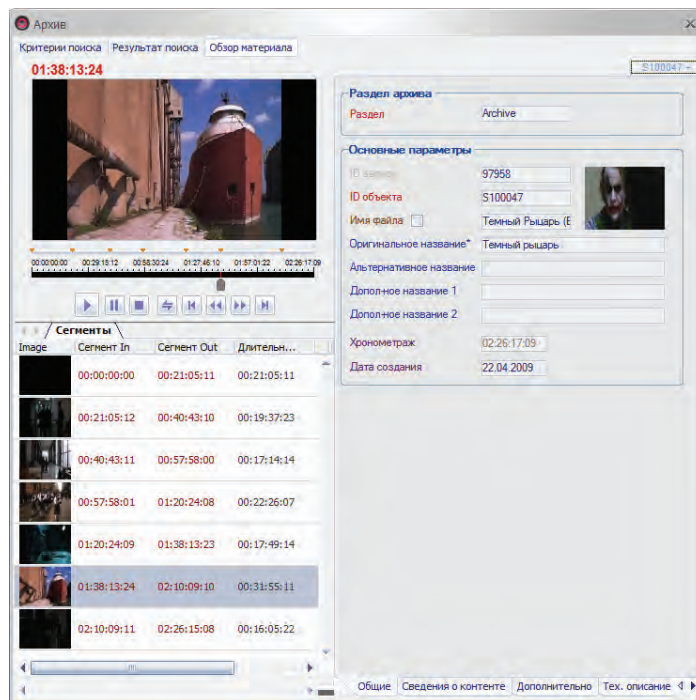 Архив
Критерии поиска Результат поиска Обзор материала
01:38:13:24
S100047
Раздел архива
Раздел Archive
Основные параметры
ID записи 97958
ID объекта S100047
Имя файла Темный Рыцарь (В
Оригинальное название* Темный рыцарь
Альтернативное название
Допол-ное название 1
Допол-ное название 2
Хронометраж 02:26:17:09
Дата создания 22.04.2009
00:00:00:00 00:29:15:12 00:58:30:24 01:27:46:10 01:57:01:22 02:26:17:09
Сегменты
Image Сегмент In Сегмент Out Длительн...
00:00:00:00 00:21:05:11 00:21:05:11
00:21:05:12 00:40:43:10 00:19:37:23
00:40:43:11 00:57:58:00 00:17:14:14
00:57:58:01 01:20:24:08 00:22:26:07
01:20:24:09 01:38:13:23 00:17:49:14
01:38:13:24 02:10:09:10 00:31:55:11
02:10:09:11 02:26:15:08 00:16:05:22
Общие Сведения о контенте Дополнительно Тех. описание